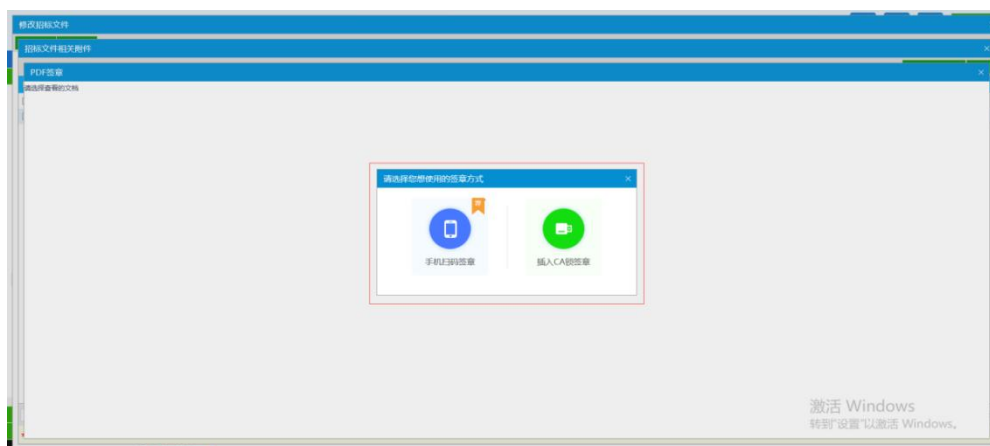 修改招标文件
招标文件相关附件
×
PDF签章
×
请选择查看的文档
请选择您想使用的签章方式
×
荐
手机扫码签章
插入CA锁签章
激活 Windows
转到"设置"以激活 Windows。